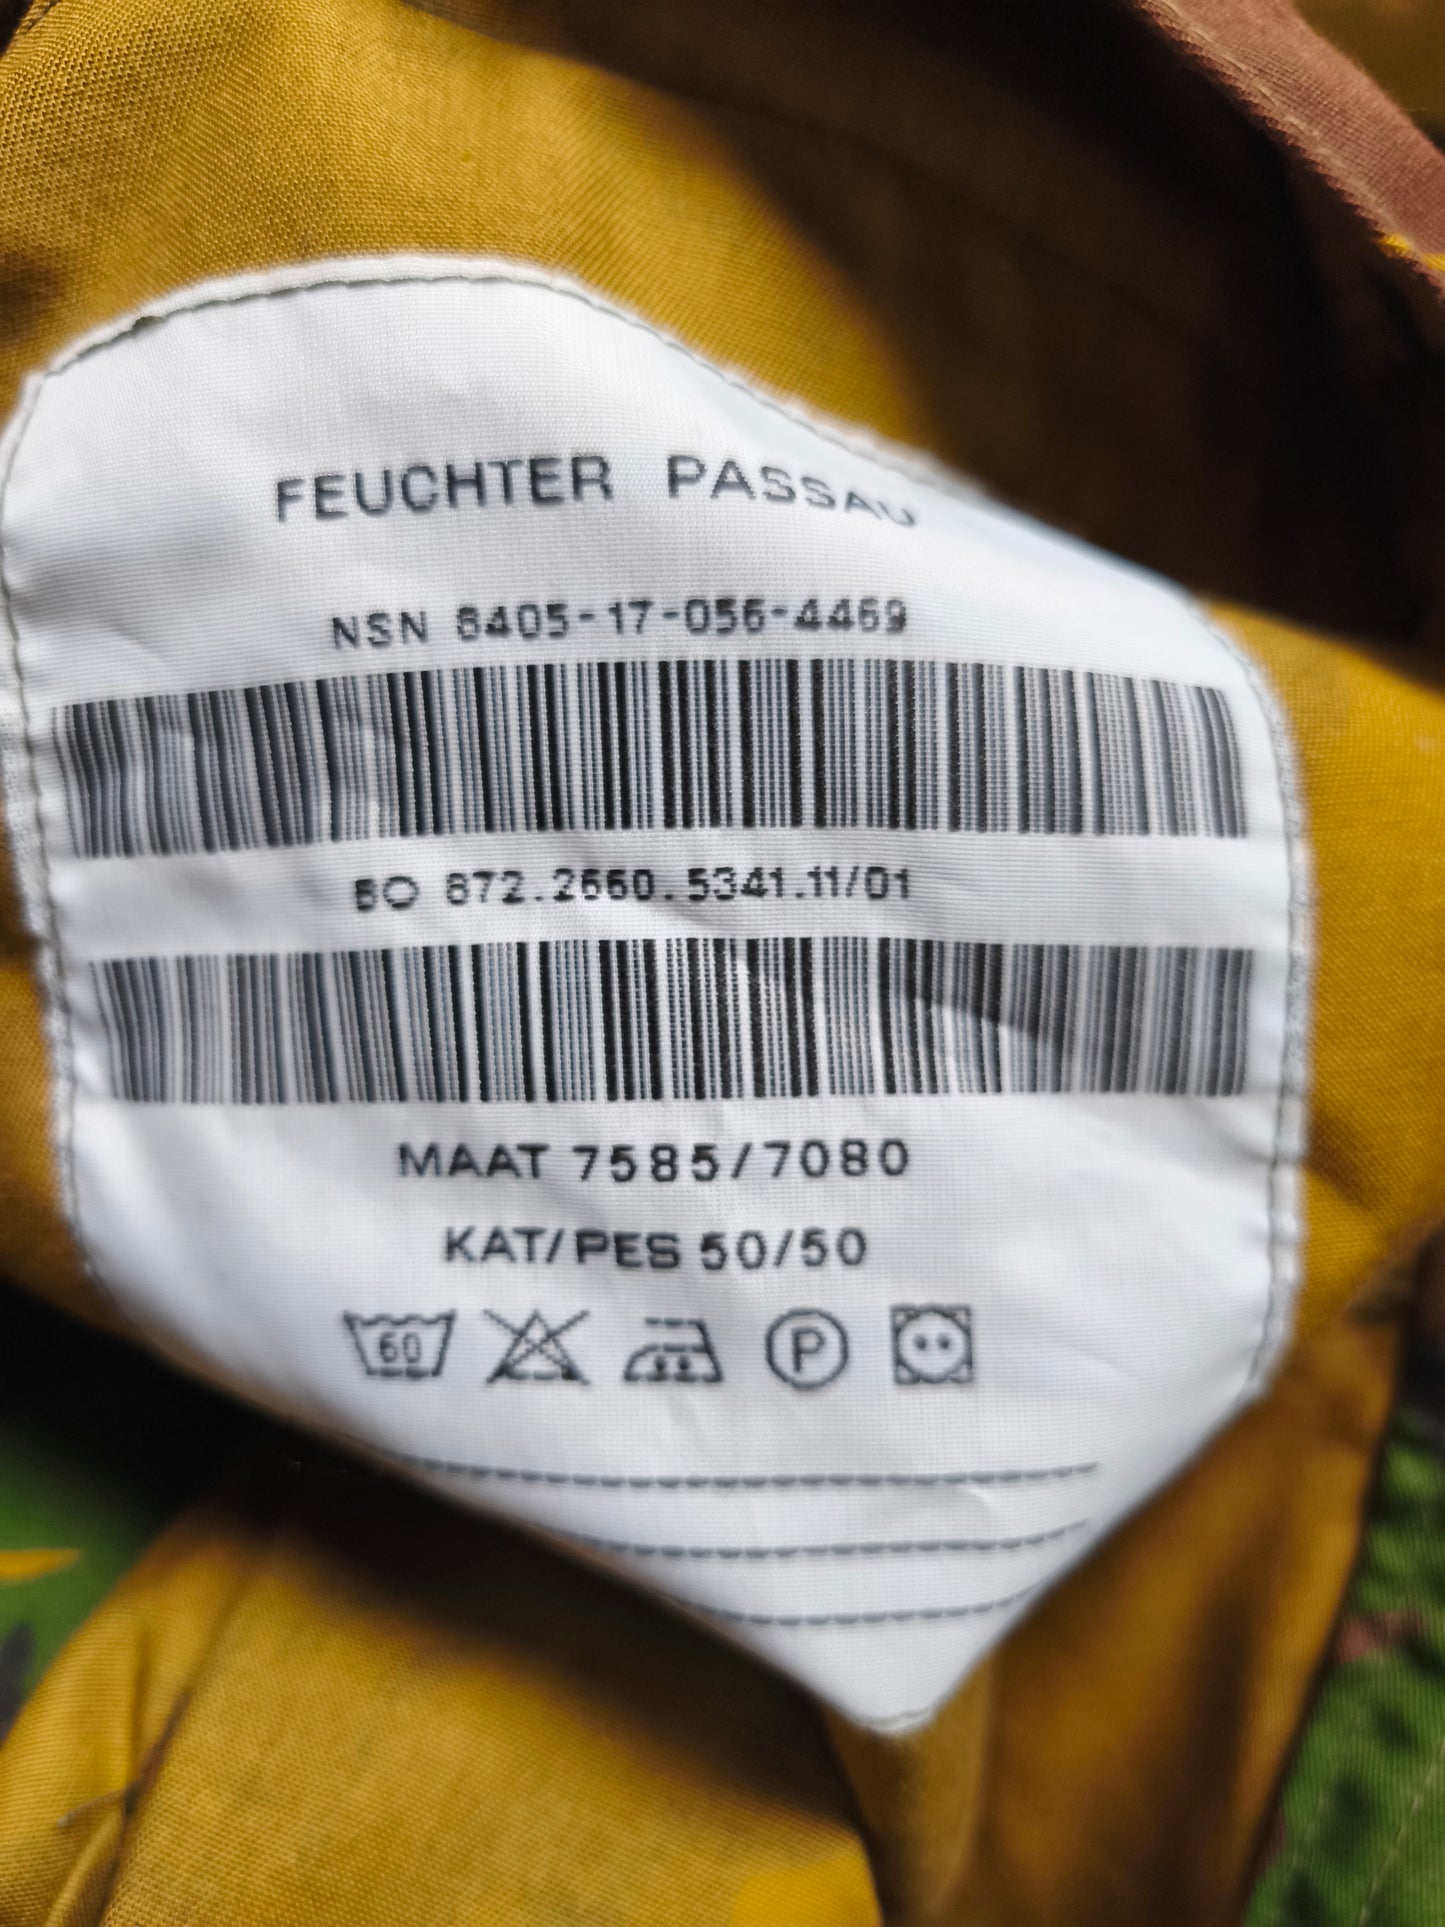 FEUCHTER PASSAU
NSN 8405-17-056-4469
BO 872.2660.5341.11/01
MAAT 7585/7080
KAT/PES 50/50
60
P